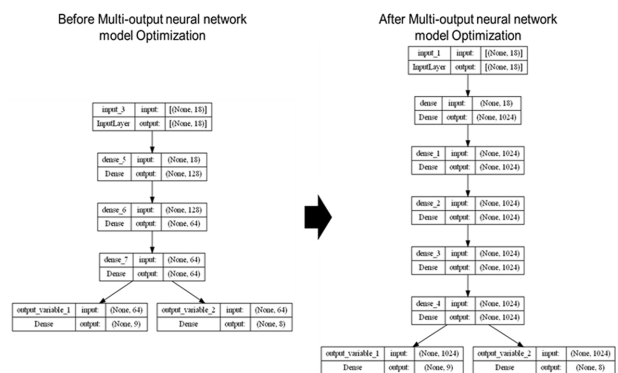 Before Multi-output neural network
model Optimization
input_3 input: [(None, 18)]
InputLayer output: [(None, 18)]
dense_5 input: (None, 18)
Dense output: (None, 128)
dense_6 input: (None, 128)
Dense output: (None, 64)
dense_7 input: (None, 64)
Dense output: (None, 64)
output_variable_1 input: (None, 64)
Dense output: (None, 9)
output_variable_2 input: (None, 64)
Dense output: (None, 8)
After Multi-output neural network
model Optimization
input_1 input: [(None, 18)]
InputLayer output: [(None, 18)]
dense input: (None, 18)
Dense output: (None, 1024)
dense_1 input: (None, 1024)
Dense output: (None, 1024)
dense_2 input: (None, 1024)
Dense output: (None, 1024)
dense_3 input: (None, 1024)
Dense output: (None, 1024)
dense_4 input: (None, 1024)
Dense output: (None, 1024)
output_variable_1 input: (None, 1024)
Dense output: (None, 9)
output_variable_2 input: (None, 1024)
Dense output: (None, 8)